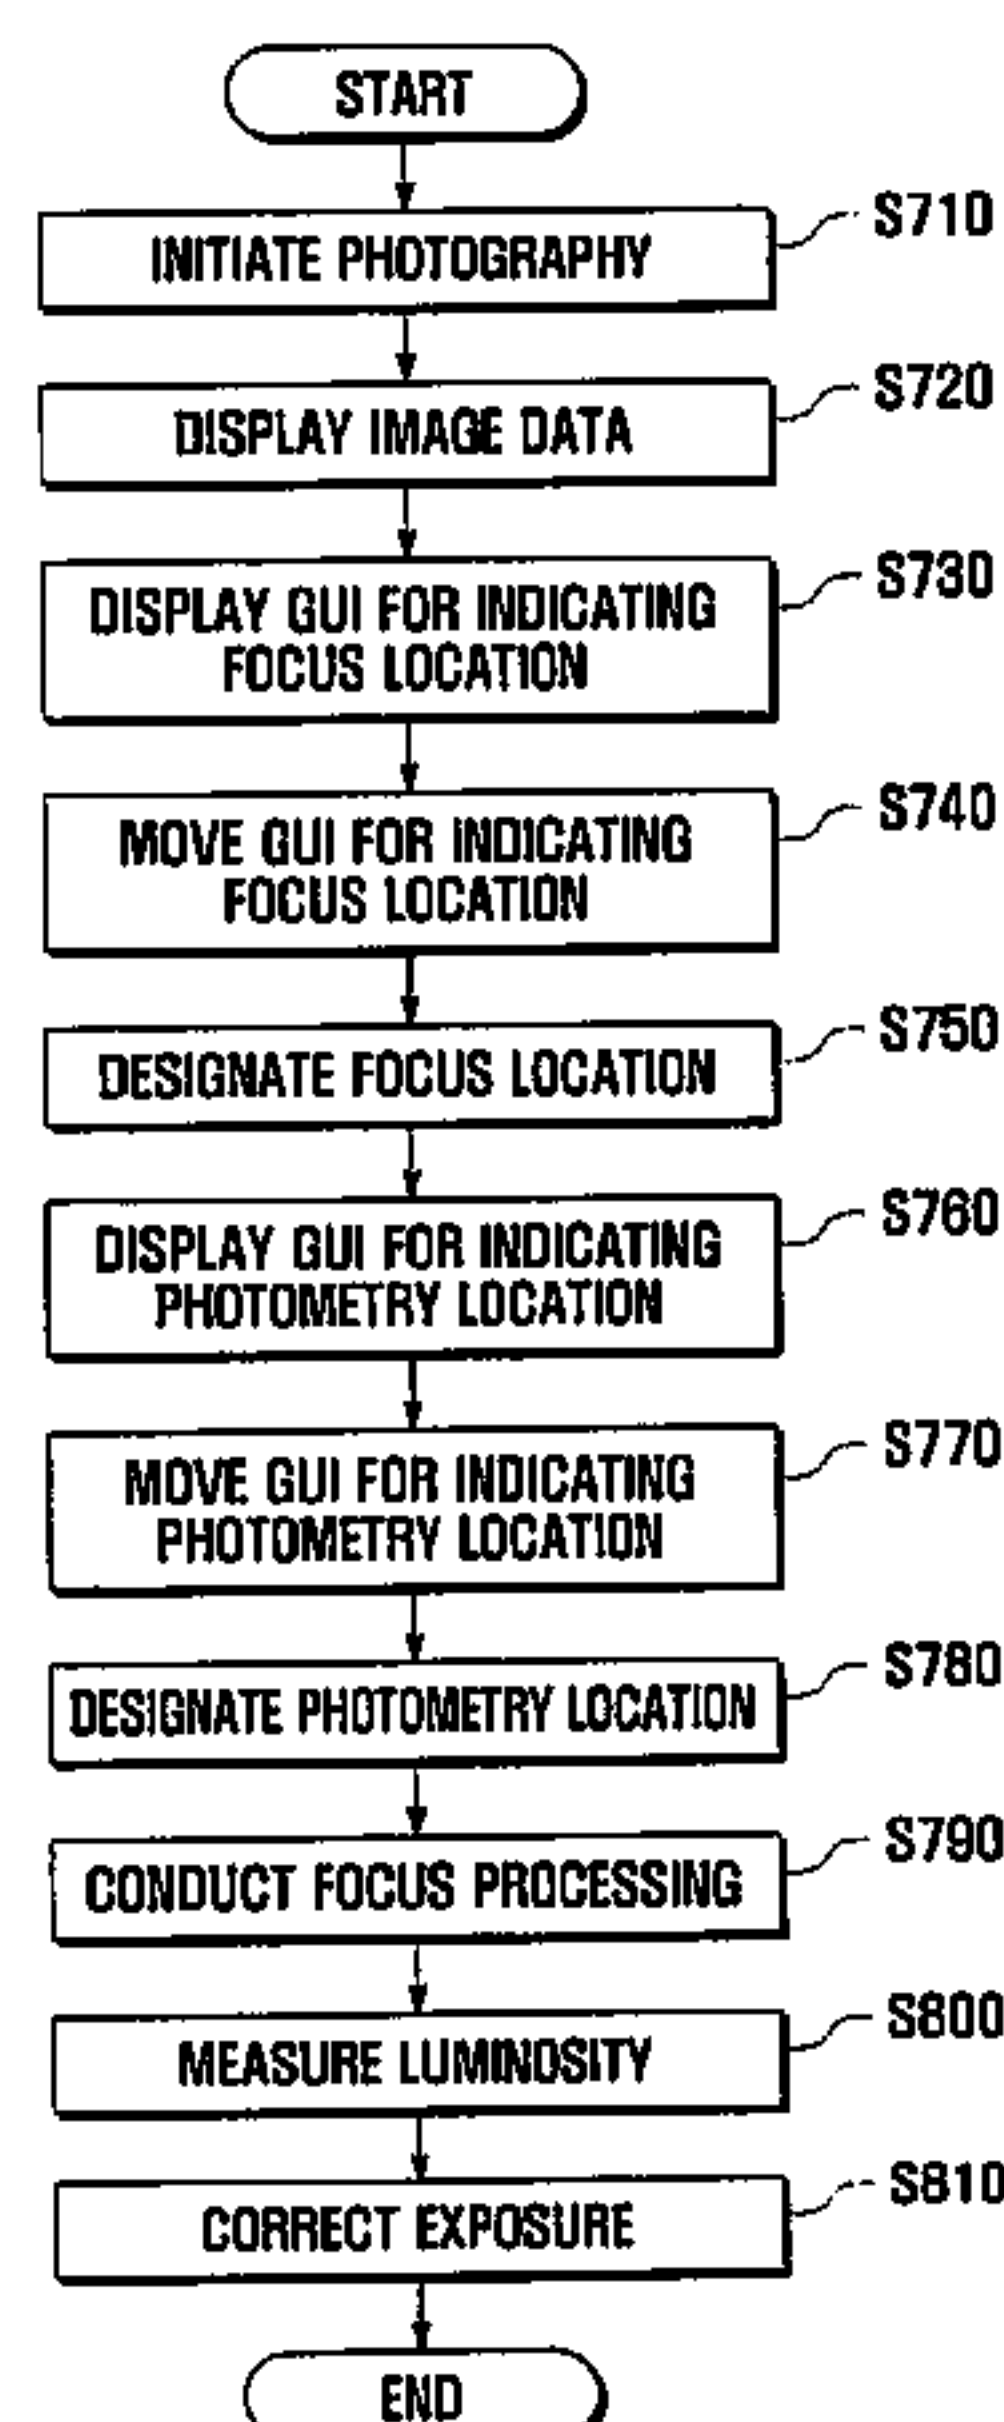 START
INITIATE PHOTOGRAPHY
S710
DISPLAY IMAGE DATA
S720
DISPLAY GUI FOR INDICATING
FOCUS LOCATION
S730
MOVE GUI FOR INDICATING
FOCUS LOCATION
S740
DESIGNATE FOCUS LOCATION
S750
DISPLAY GUI FOR INDICATING
PHOTOMETRY LOCATION
S760
MOVE GUI FOR INDICATING
PHOTOMETRY LOCATION
S770
DESIGNATE PHOTOMETRY LOCATION
S780
CONDUCT FOCUS PROCESSING
S790
MEASURE LUMINOSITY
S800
CORRECT EXPOSURE
S810
END